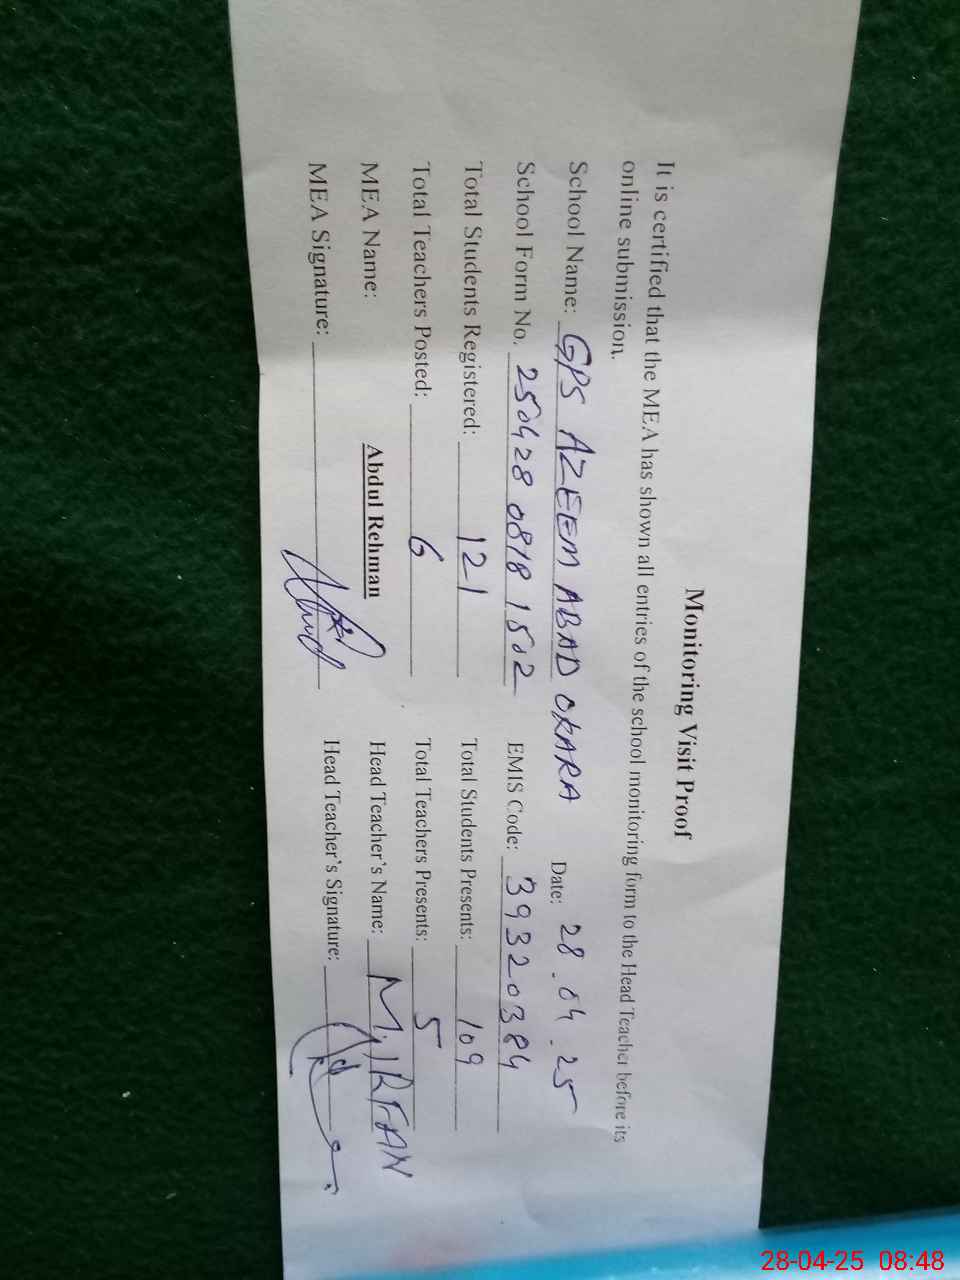 Monitoring Visit Proof
It is certified that the MEA has shown all entries of the school monitoring form to the Head Teacher before its
online submission.
School Name: GPS AZEEM ABAD OKARA Date: 28.04.25
School Form No. 250428 0818 1502 EMIS Code: 39320384
Total Students Registered: 121 Total Students Presents: 109
Total Teachers Posted: 6 Total Teachers Presents: 5
MEA Name: Abdul Rehman Head Teacher's Name: M. IRFAN
MEA Signature: Head Teacher's Signature:
28-04-25 08:48